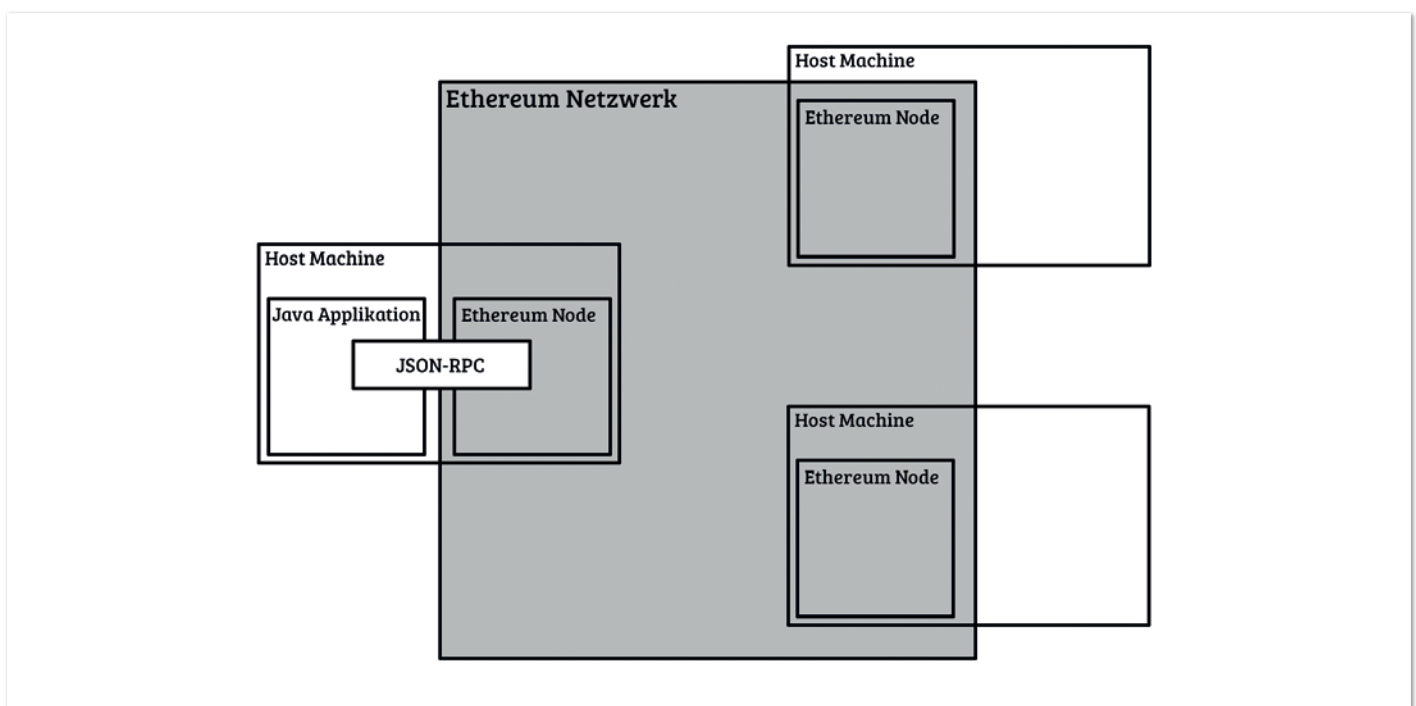 Host Machine
Ethereum Netzwerk
Ethereum Node
Host Machine
Java Applikation
Ethereum Node
JSON-RPC
Host Machine
Ethereum Node